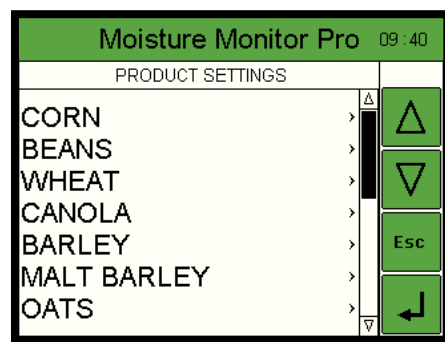 Moisture Monitor Pro 09:40
PRODUCT SETTINGS
CORN
BEANS
WHEAT
CANOLA
BARLEY
MALT BARLEY
OATS
Esc